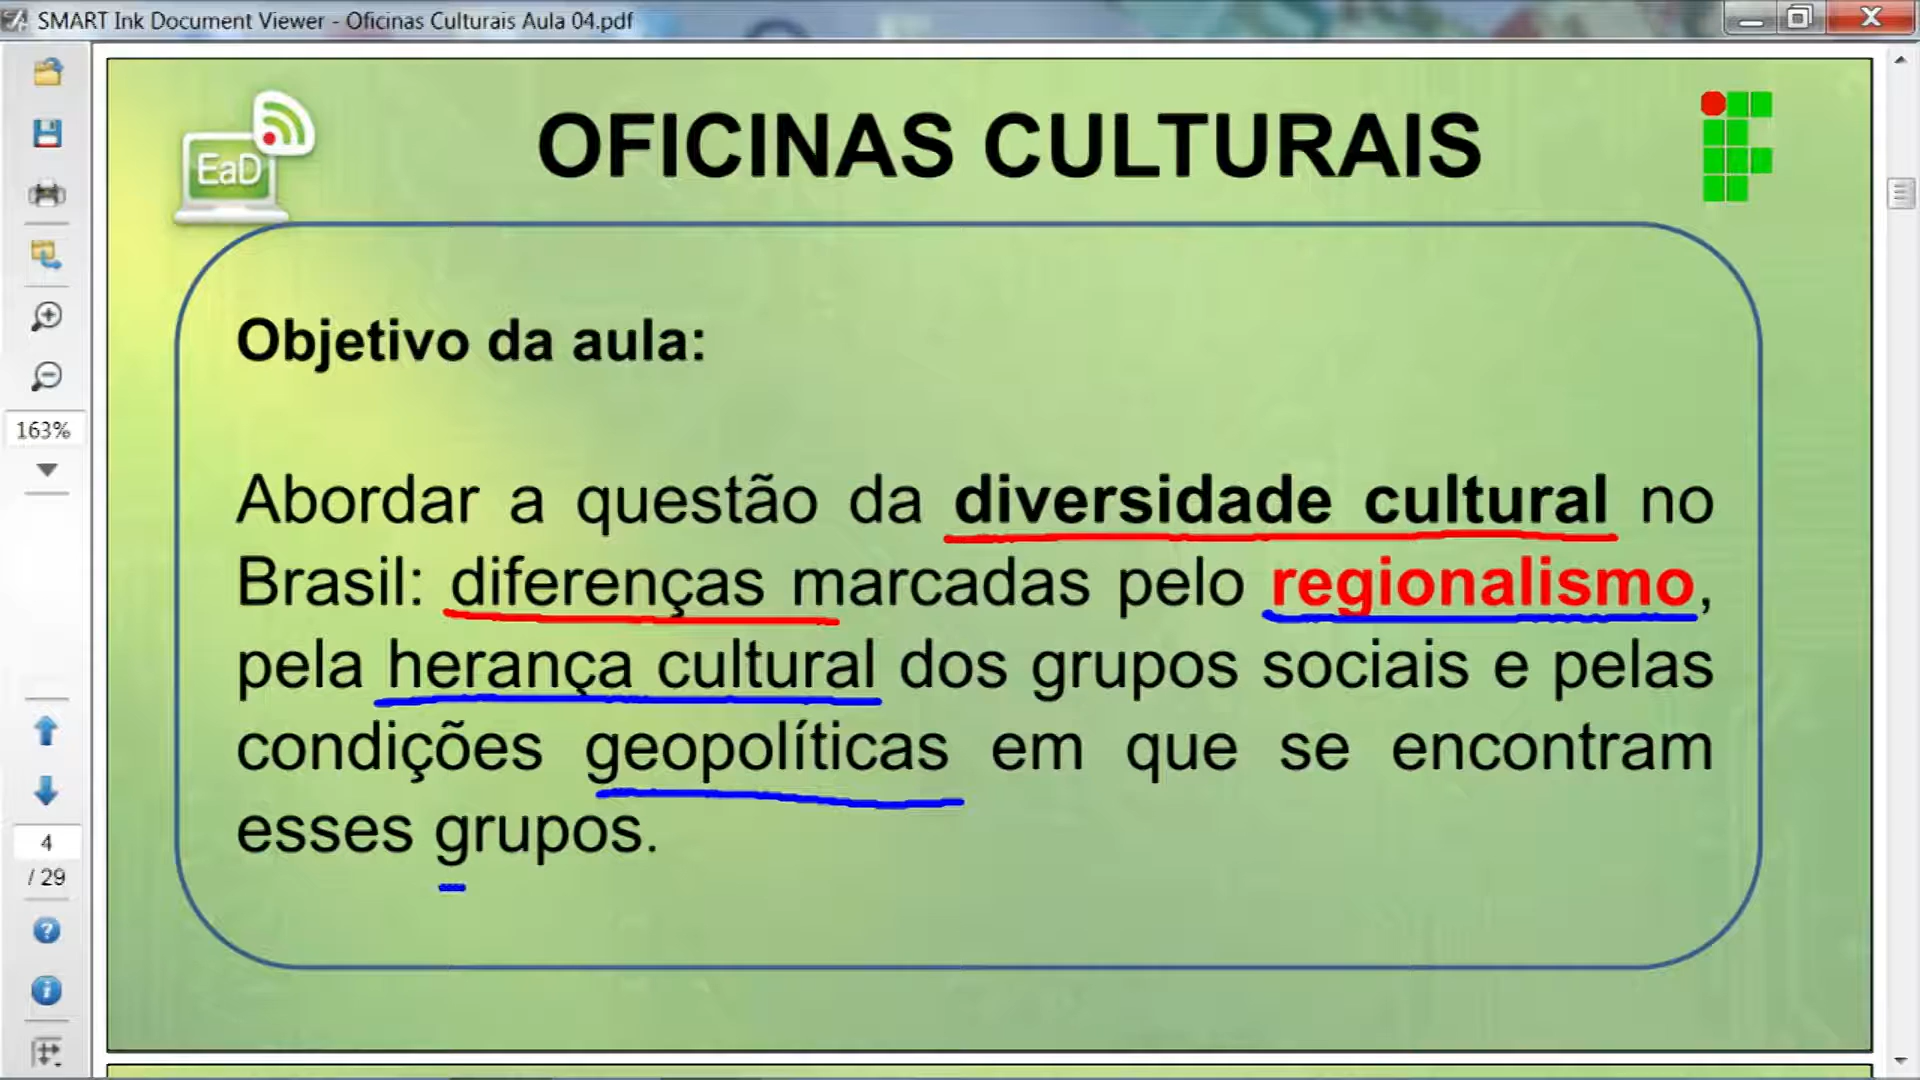 SMART Ink Document Viewer - Oficinas Culturais Aula 04.pdf
EaD
OFICINAS CULTURAIS
Objetivo da aula:
Abordar a questão da diversidade cultural no
Brasil: diferenças marcadas pelo regionalismo,
pela herança cultural dos grupos sociais e pelas
condições geopolíticas em que se encontram
esses grupos.
163%
4
/ 29